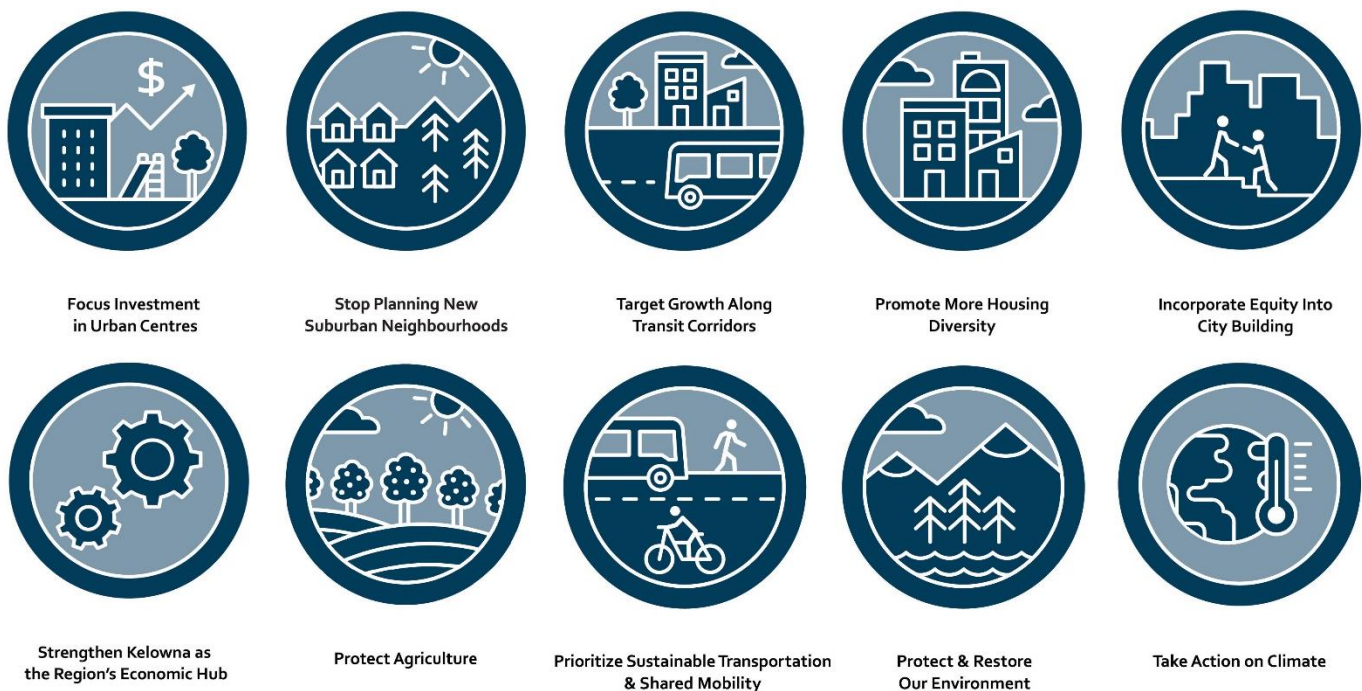 $
Focus Investment
in Urban Centres
Stop Planning New
Suburban Neighbourhoods
Target Growth Along
Transit Corridors
Promote More Housing
Diversity
Incorporate Equity Into
City Building
Strengthen Kelowna as
the Region's Economic Hub
Protect Agriculture
Prioritize Sustainable Transportation
& Shared Mobility
Protect & Restore
Our Environment
Take Action on Climate